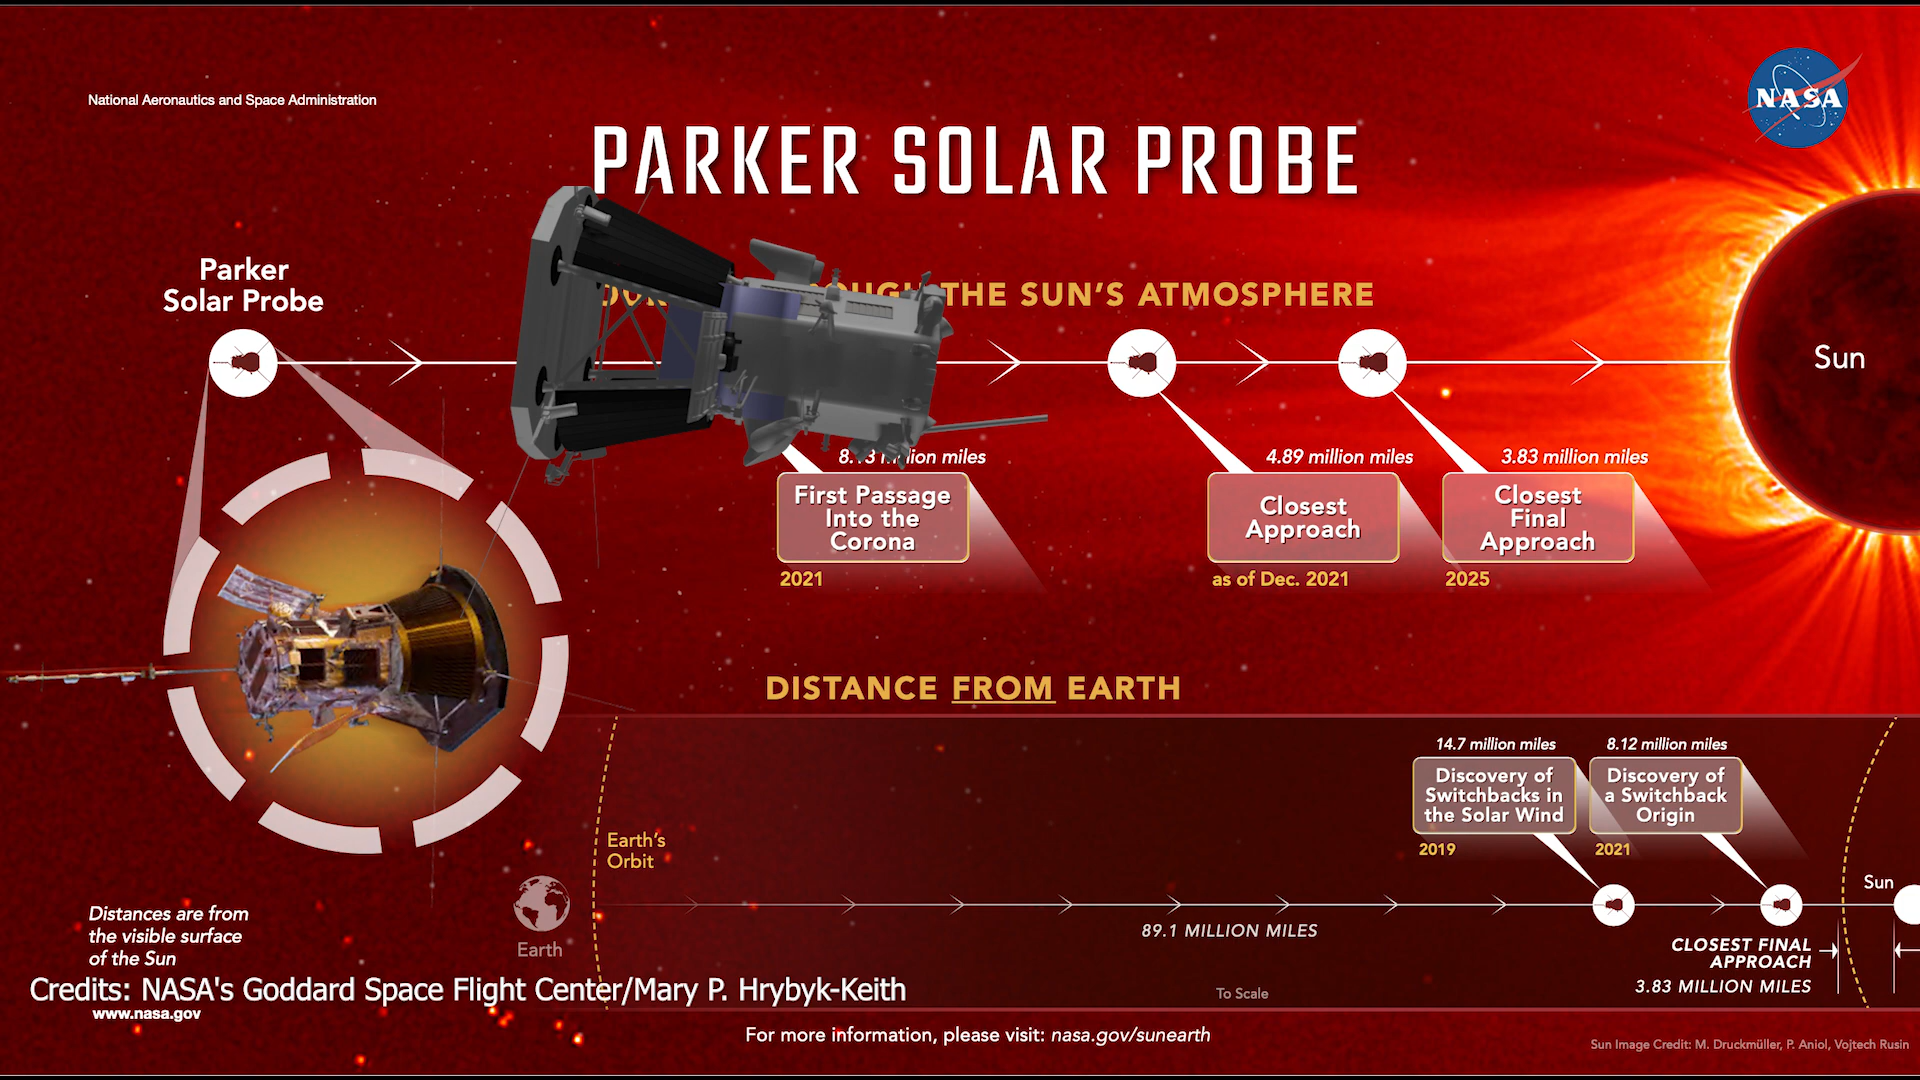 National Aeronautics and Space Administration
NASA
PARKER SOLAR PROBE
THE SUN'S ATMOSPHERE
Parker
Solar Probe
Sun
million miles
First Passage
Into the
Corona
2021
4.89 million miles
Closest
Approach
as of Dec. 2021
3.83 million miles
Closest
Final
Approach
2025
DISTANCE FROM EARTH
14.7 million miles
Discovery of
Switchbacks in
the Solar Wind
2019
8.12 million miles
Discovery of
a Switchback
Origin
2021
Earth's
Orbit
Earth
Sun
89.1 MILLION MILES
CLOSEST FINAL
APPROACH
3.83 MILLION MILES
To Scale
Distances are from
the visible surface
of the Sun
Credits: NASA's Goddard Space Flight Center/Mary P. Hrybyk-Keith
www.nasa.gov
For more information, please visit: nasa.gov/sunearth
Sun Image Credit: M. Druckmüller, P. Aniol, Vojtech Rusin